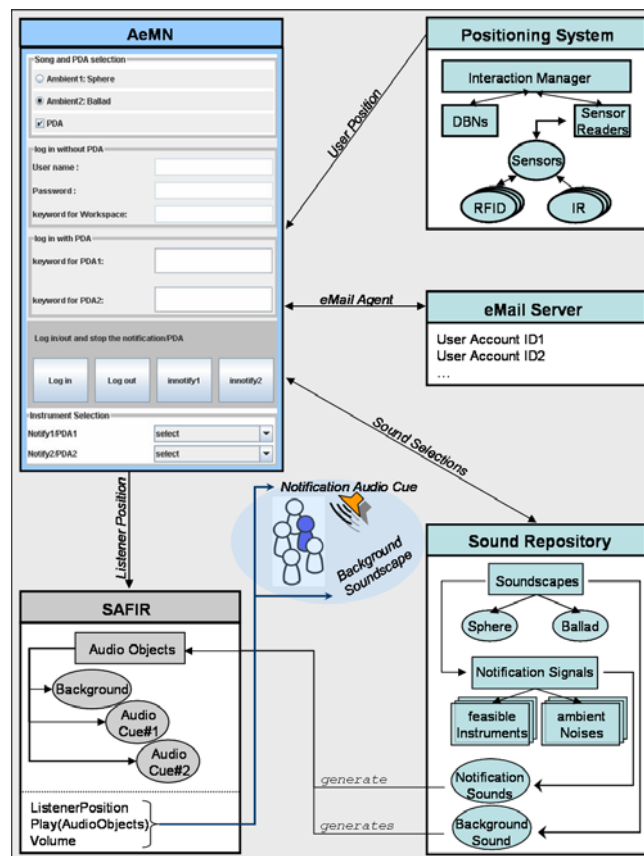 AeMN
Song and PDA selection
Ambient1: Sphere
Ambient2: Ballad
PDA
log in without PDA
User name :
Password :
keyword for Workspace:
log in with PDA
keyword for PDA1:
keyword for PDA2:
Log in/out and stop the notification/PDA
Log in
Log out
innotify1
innotify2
Instrument Selection
Notify1/PDA1
select
Notify2/PDA2
select
User Position
Positioning System
Interaction Manager
DBNs
Sensor
Readers
Sensors
RFID
IR
eMail Agent
eMail Server
User Account ID1
User Account ID2
...
Sound Selections
Listener Position
Notification Audio Cue
Background
Soundscape
Sound Repository
Soundscapes
Sphere
Ballad
Notification Signals
feasible
Instruments
ambient
Noises
Notification
Sounds
Background
Sound
generate
generates
SAFIR
Audio Objects
Background
Audio
Cue#1
Audio
Cue#2
ListenerPosition
Play(AudioObjects)
Volume